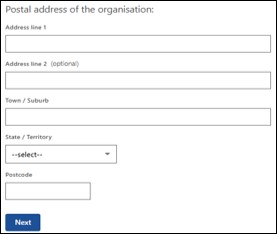 Postal address of the organisation:
Address line 1
Address line 2 (optional)
Town / Suburb
State / Territory
--select--
Postcode
Next